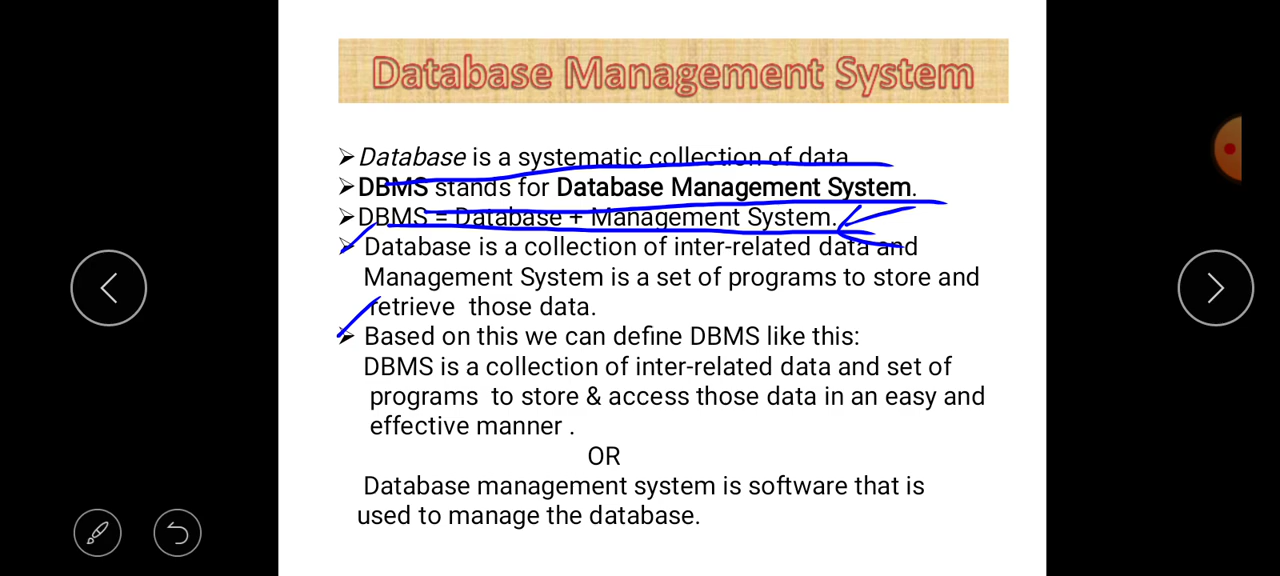 Database Management System
➢Database is a systematic collection of data
➢DBMS stands for Database Management System.
➢DBMS = Database + Management System.
➢ Database is a collection of inter-related data and
Management System is a set of programs to store and
retrieve those data.
➢ Based on this we can define DBMS like this:
DBMS is a collection of inter-related data and set of
programs to store & access those data in an easy and
effective manner .
OR
Database management system is software that is
used to manage the database.